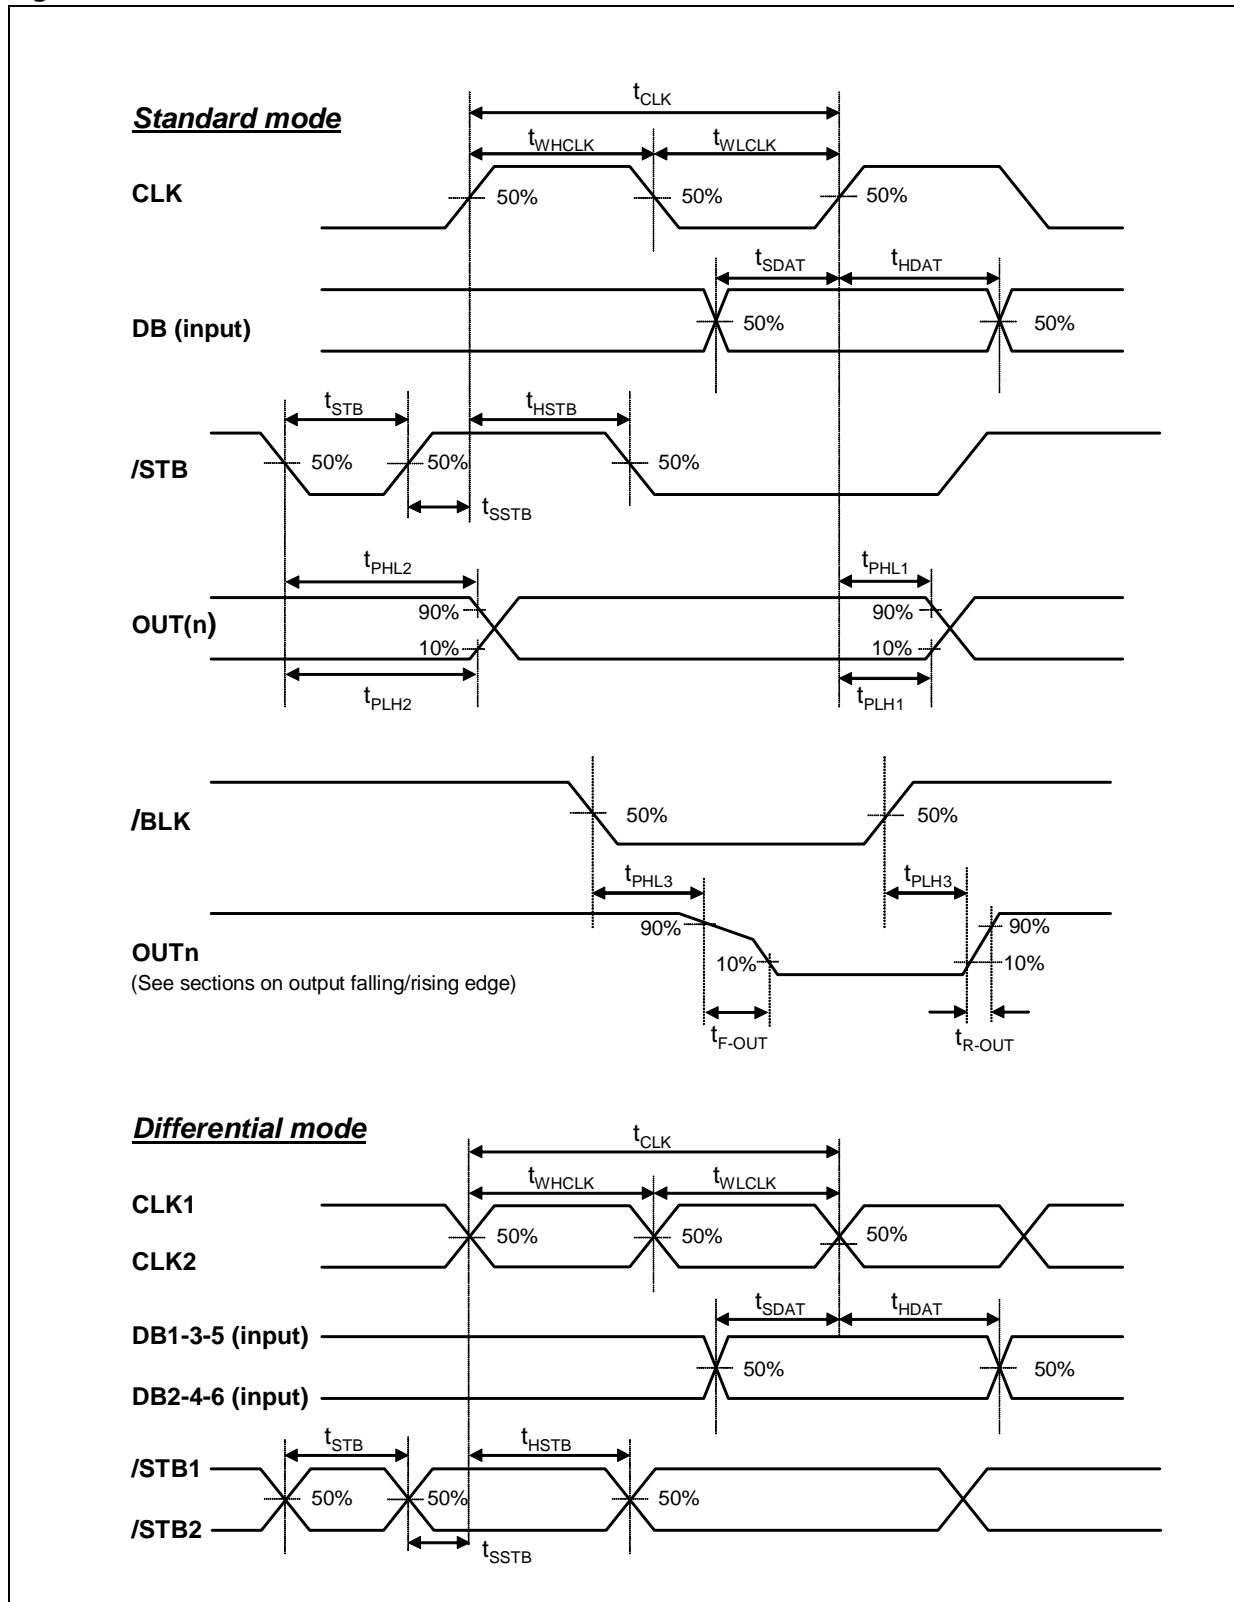 Standard mode
tCLK
tWHCLK tWLCLK
CLK 50% 50% 50%
tSDAT tHDAT
DB (input) 50% 50%
tSTB tHSTB
/STB 50% 50% 50%
tSSTB
tPHL2 tPHL1
90% 90%
OUT(n)
10% 10%
tPLH2 tPLH1
/BLK 50% 50%
tPHL3 tPLH3
90% 90%
OUTn
10% 10%
(See sections on output falling/rising edge)
tF-OUT tR-OUT
Differential mode
tCLK
tWHCLK tWLCLK
CLK1
50% 50% 50%
CLK2
tSDAT tHDAT
DB1-3-5 (input)
50% 50%
DB2-4-6 (input)
tSTB tHSTB
/STB1
50% 50% 50%
/STB2
tSSTB